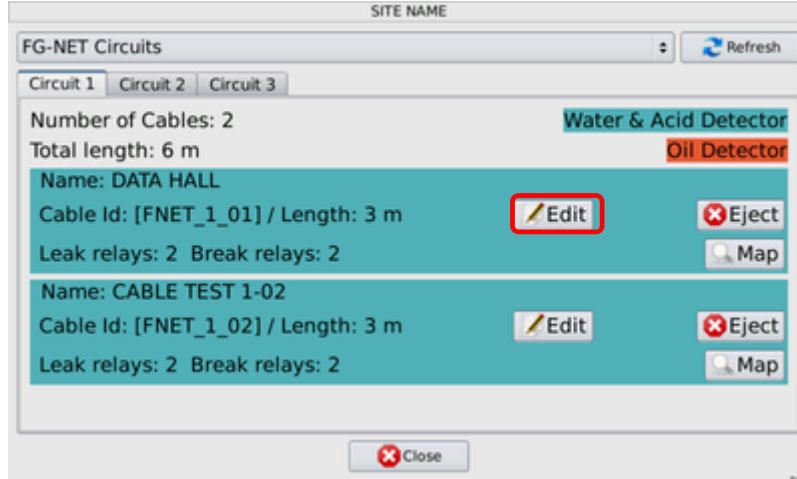 SITE NAME
FG-NET Circuits
Refresh
Circuit 1 Circuit 2 Circuit 3
Number of Cables: 2 Water & Acid Detector
Total length: 6 m Oil Detector
Name: DATA HALL
Cable Id: [FNET_1_01] / Length: 3 m Edit Eject
Leak relays: 2 Break relays: 2 Map
Name: CABLE TEST 1-02
Cable Id: [FNET_1_02] / Length: 3 m Edit Eject
Leak relays: 2 Break relays: 2 Map
Close